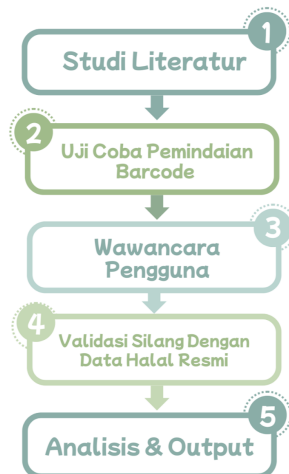 1
Studi Literatur
2
Uji Coba Pemindaian
Barcode
3
Wawancara
Pengguna
4
Validasi Silang Dengan
Data Halal Resmi
5
Analisis & Output